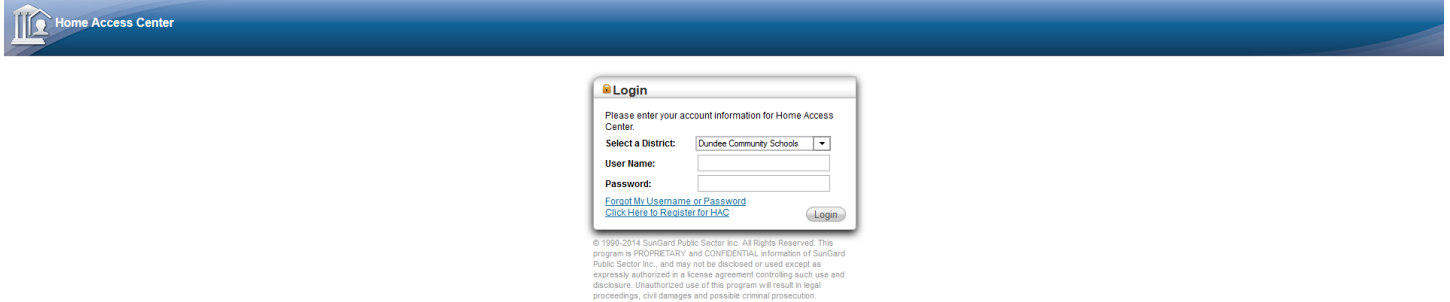 Home Access Center
Login
Please enter your account information for Home Access
Center.
Select a District: Dundee Community Schools
User Name:
Password:
Forgot My Username or Password
Click Here to Register for HAC
Login
© 1990-2014 SunGard Public Sector Inc. All Rights Reserved. This
program is PROPRIETARY and CONFIDENTIAL information of SunGard
Public Sector Inc., and may not be disclosed or used except as
expressly authorized in a license agreement controlling such use and
disclosure. Unauthorized use of this program will result in legal
proceedings, civil damages and possible criminal prosecution.